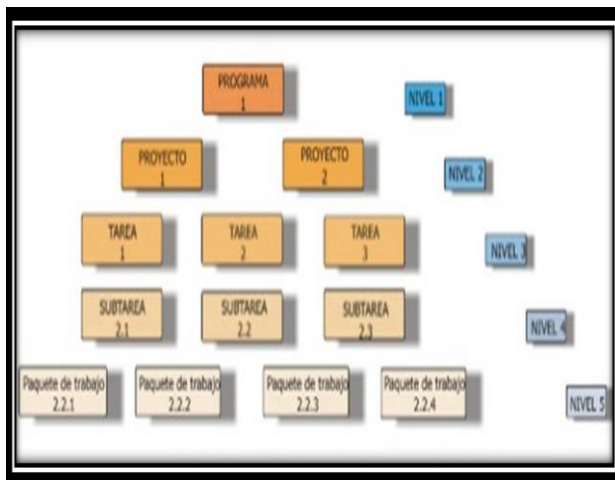 PROGRAMA
1
NIVEL 1
PROYECTO
1
PROYECTO
2
NIVEL 2
TAREA
1
TAREA
2
TAREA
3
NIVEL 3
SUBTAREA
2.1
SUBTAREA
2.2
SUBTAREA
2.3
NIVEL 4
Paquete de trabajo
2.2.1
Paquete de trabajo
2.2.2
Paquete de trabajo
2.2.3
Paquete de trabajo
2.2.4
NIVEL 5